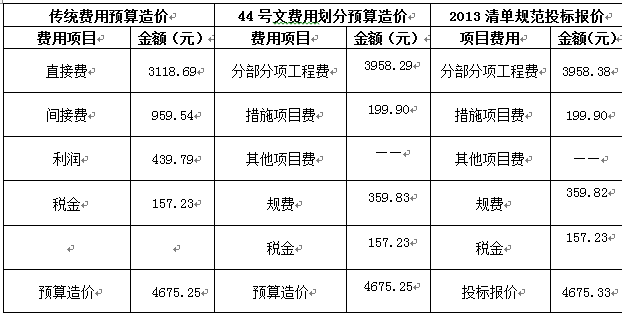 传统费用预算造价 44 号文费用划分预算造价 2013 清单规范投标报价
费用项目 金额（元） 费用项目 金额（元） 项目费用 金额(元)
直接费 3118.69 分部分项工程费 3958.29 分部分项工程费 3958.38
间接费 959.54 措施项目费 199.90 措施项目费 199.90
利润 439.79 其他项目费 —— 其他项目费 ——
税金 157.23 规费 359.83 规费 359.82
税金 157.23 税金 157.23
预算造价 4675.25 预算造价 4675.25 投标报价 4675.33